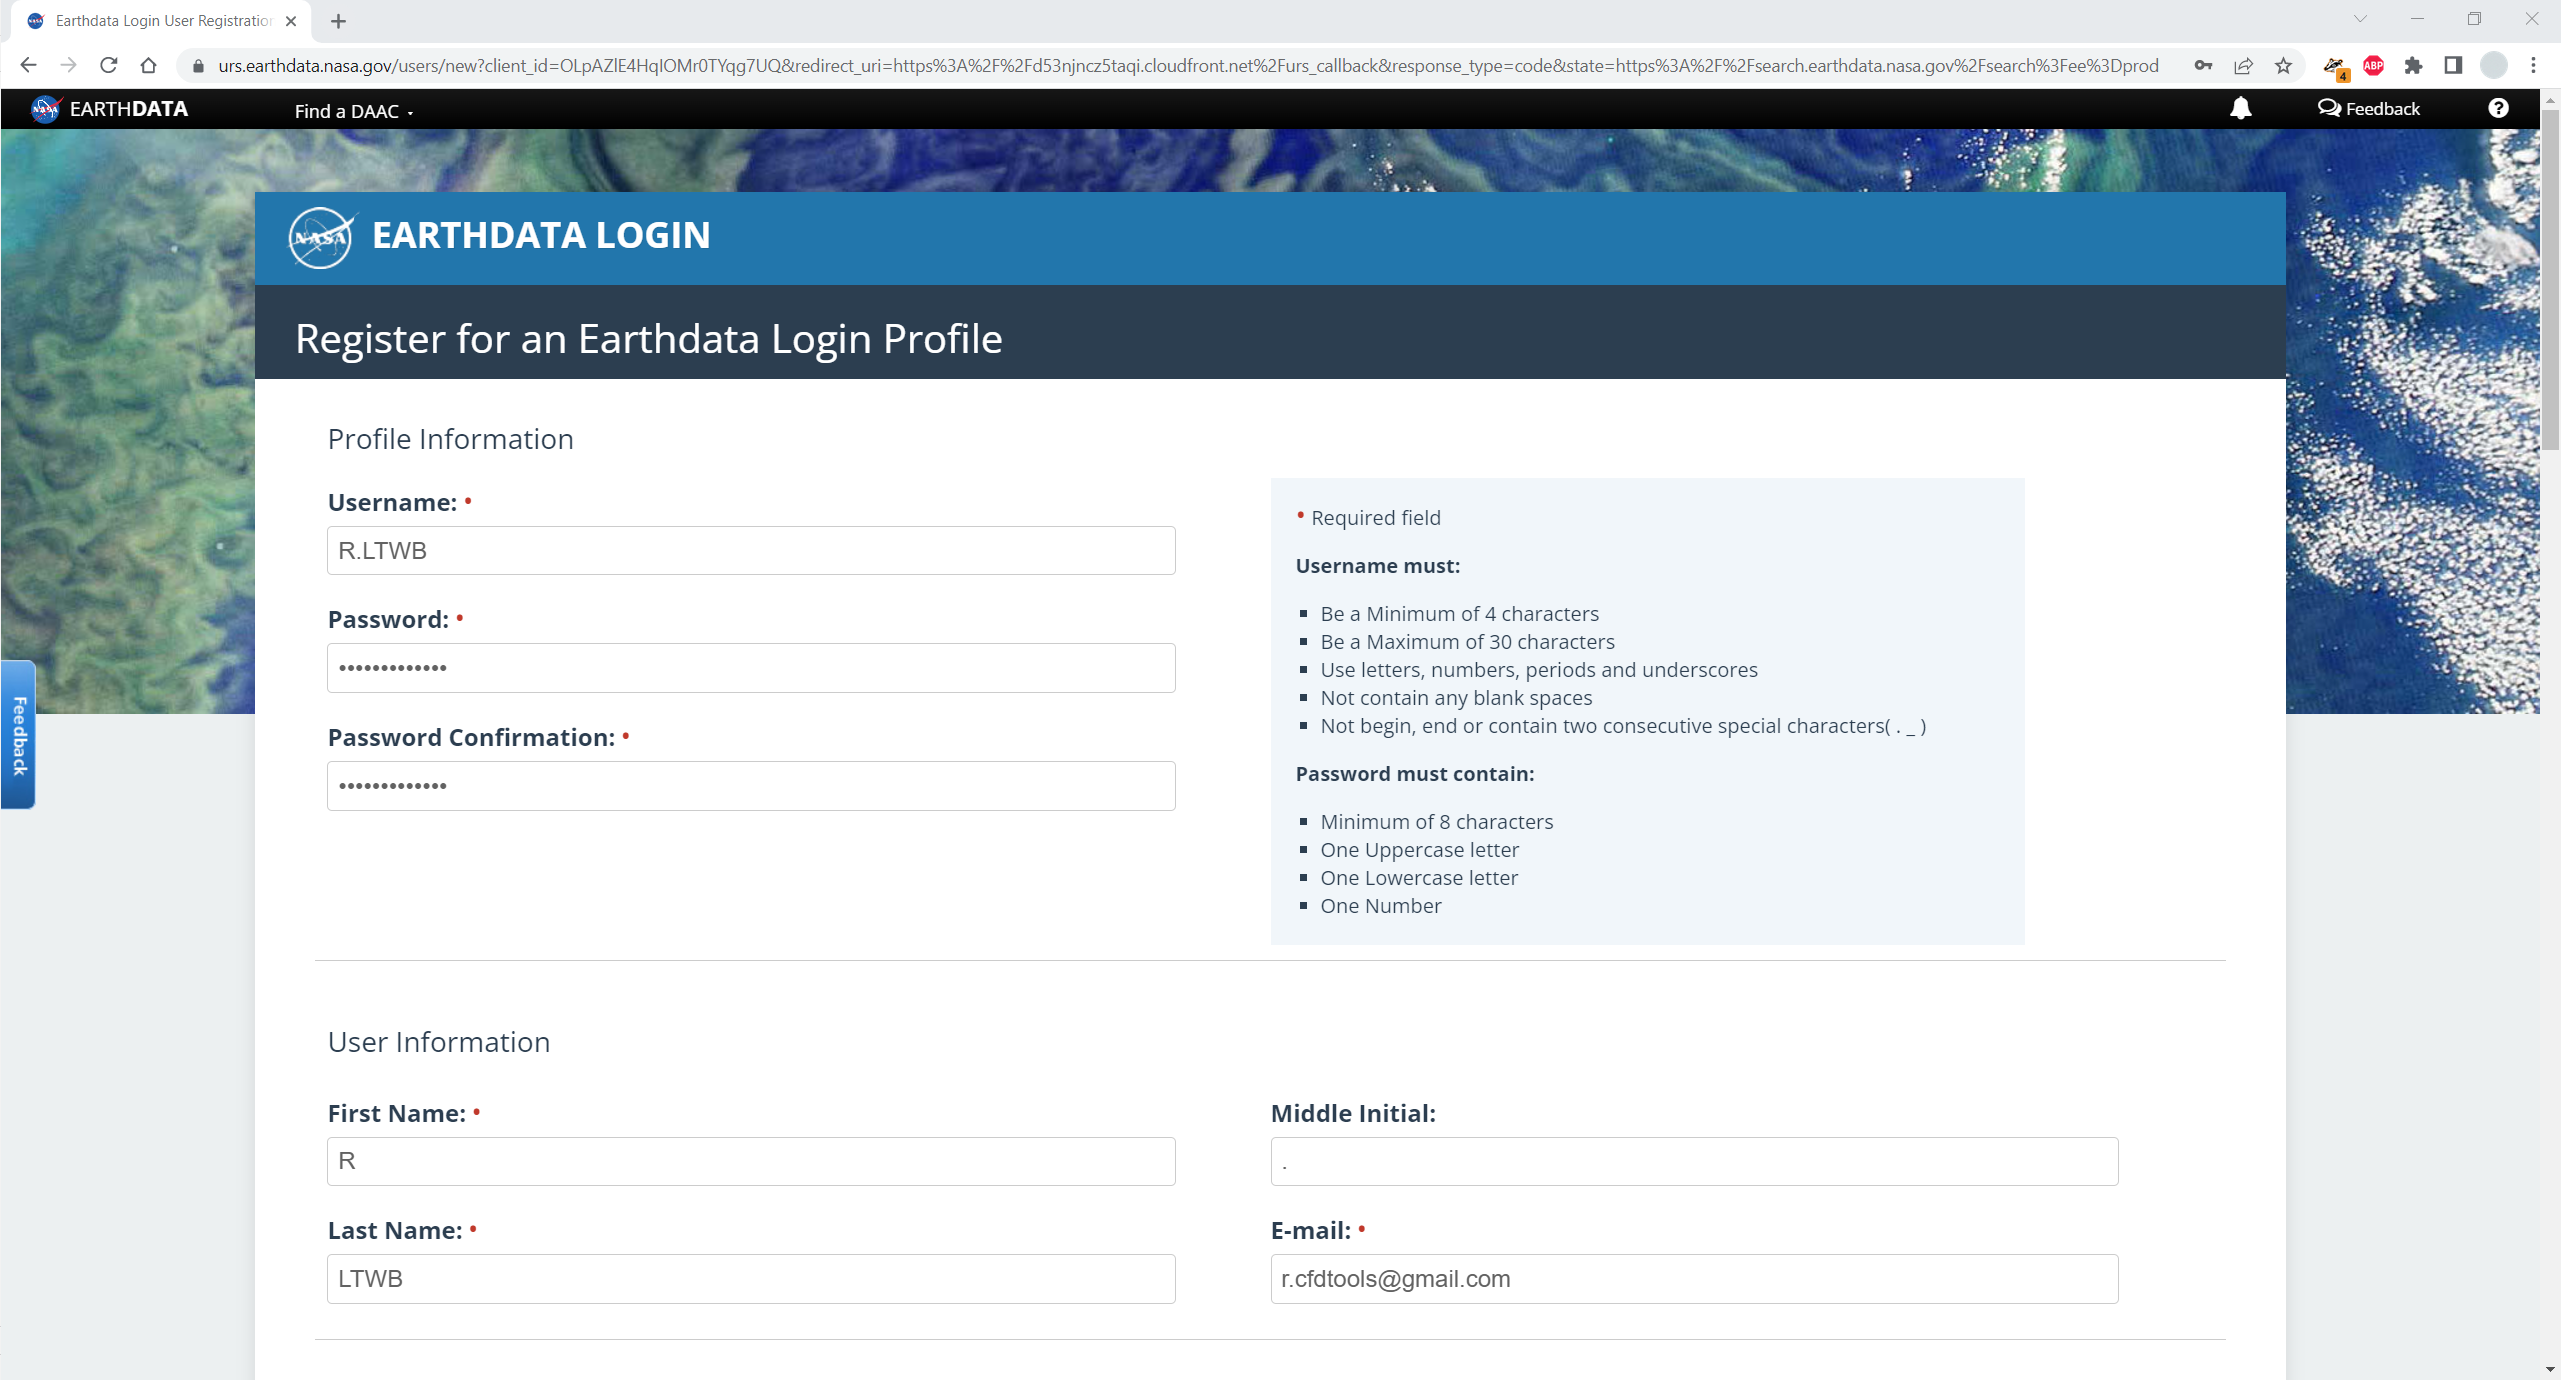 Earthdata Login User Registration
urs.earthdata.nasa.gov/users/new?client_id=OLpAZlE4HqIOMr0TYqg7UQ&redirect_uri=https%3A%2F%2Fd53njncz5taqi.cloudfront.net%2Furs_callback&response_type=code&state=https%3A%2F%2Fsearch.earthdata.nasa.gov%2Fsearch%3Fee%3Dprod
4
ABP
NASA
EARTHDATA
Find a DAAC
Feedback
?
NASA
EARTHDATA LOGIN
Register for an Earthdata Login Profile
Profile Information
Username: •
R.LTWB
Password: •
•••••••••••••
Password Confirmation: •
•••••••••••••
• Required field
Username must:
Be a Minimum of 4 characters
Be a Maximum of 30 characters
Use letters, numbers, periods and underscores
Not contain any blank spaces
Not begin, end or contain two consecutive special characters( . _ )
Password must contain:
Minimum of 8 characters
One Uppercase letter
One Lowercase letter
One Number
Feedback
User Information
First Name: •
R
Middle Initial:
.
Last Name: •
LTWB
E-mail: •
r.cfdtools@gmail.com